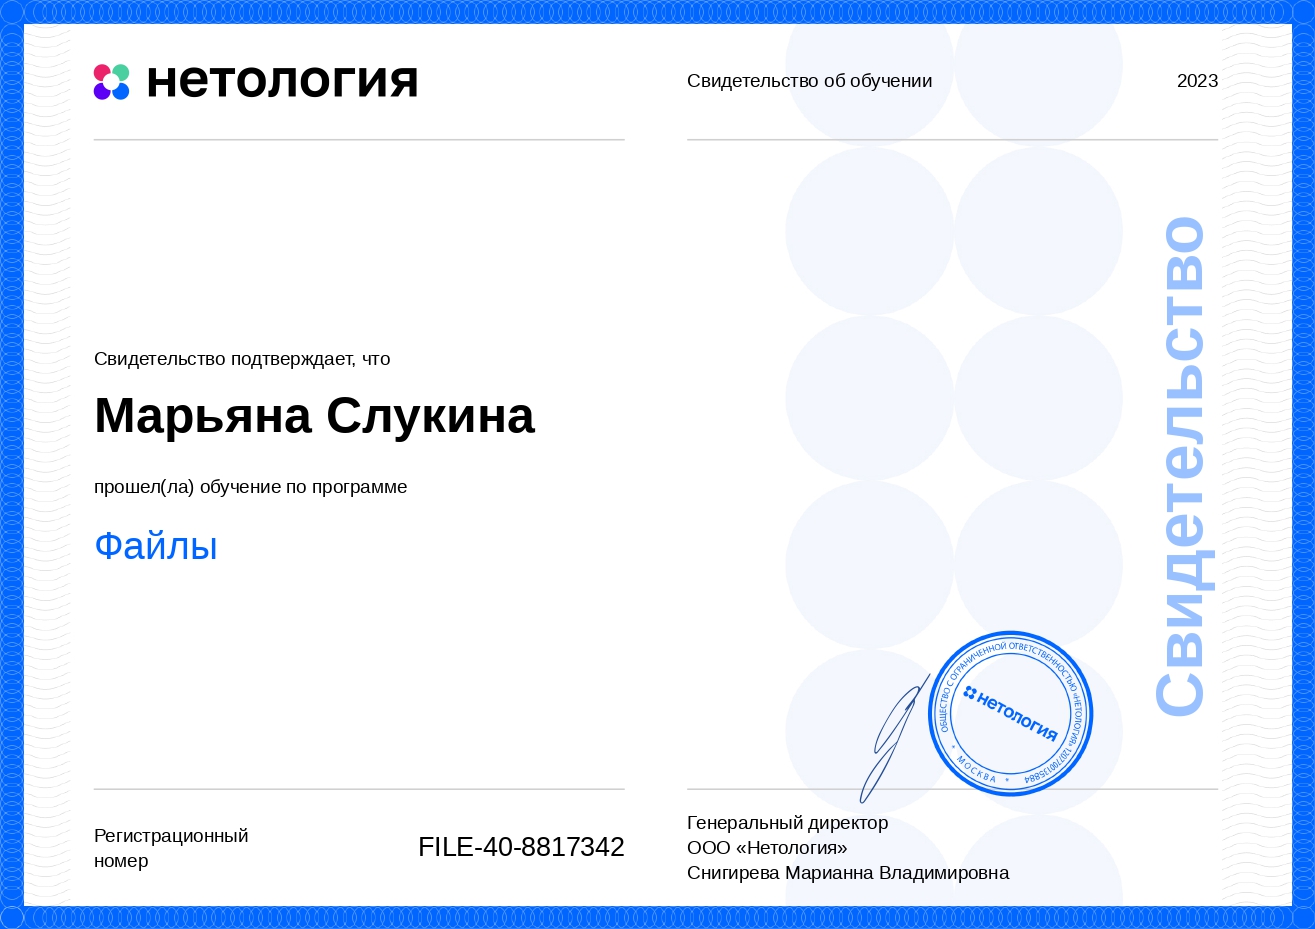 нетология
Свидетельство об обучении
2023
Свидетельство подтверждает, что
Марьяна Слукина
прошел(ла) обучение по программе
Файлы
Свидетельство
ОБЩЕСТВО С ОГРАНИЧЕННОЙ ОТВЕТСТВЕННОСТЬЮ «НЕТОЛОГИЯ» 1207700135884
* МОСКВА *
нетология
Регистрационный
номер
FILE-40-8817342
Генеральный директор
ООО «Нетология»
Снигирева Марианна Владимировна